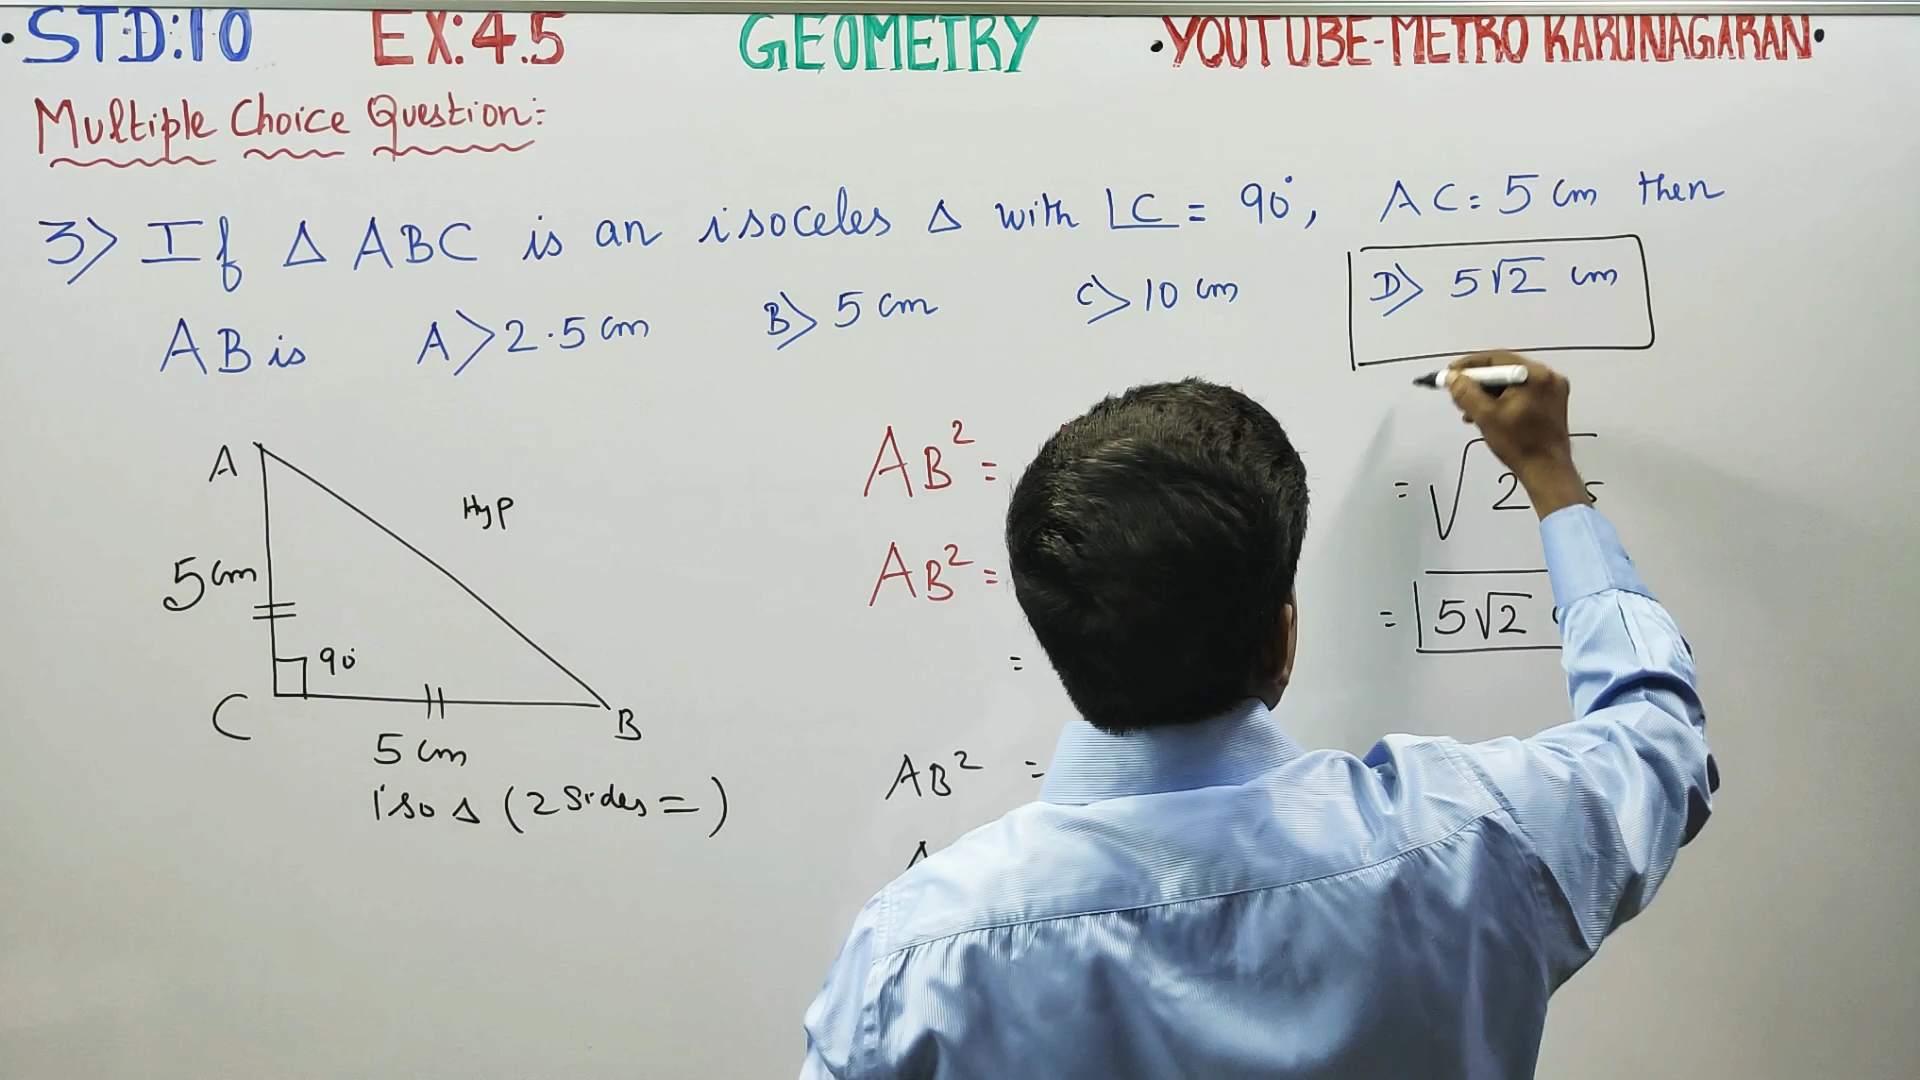 STD:10 EX:4.5 GEOMETRY •YOUTUBE-METRO KARUNAGARAN•
Multiple Choice Question:-
3) If Δ ABC is an isoceles Δ with ∠C = 90°, AC = 5 cm then
AB is A) 2.5 cm B) 5 cm C) 10 cm D) 5√2 cm
A
Hyp
5 cm
90°
C
B
5 cm
iso Δ (2 Sides =)
AB² =
AB² =
=
AB² =
= √2
= 5√2